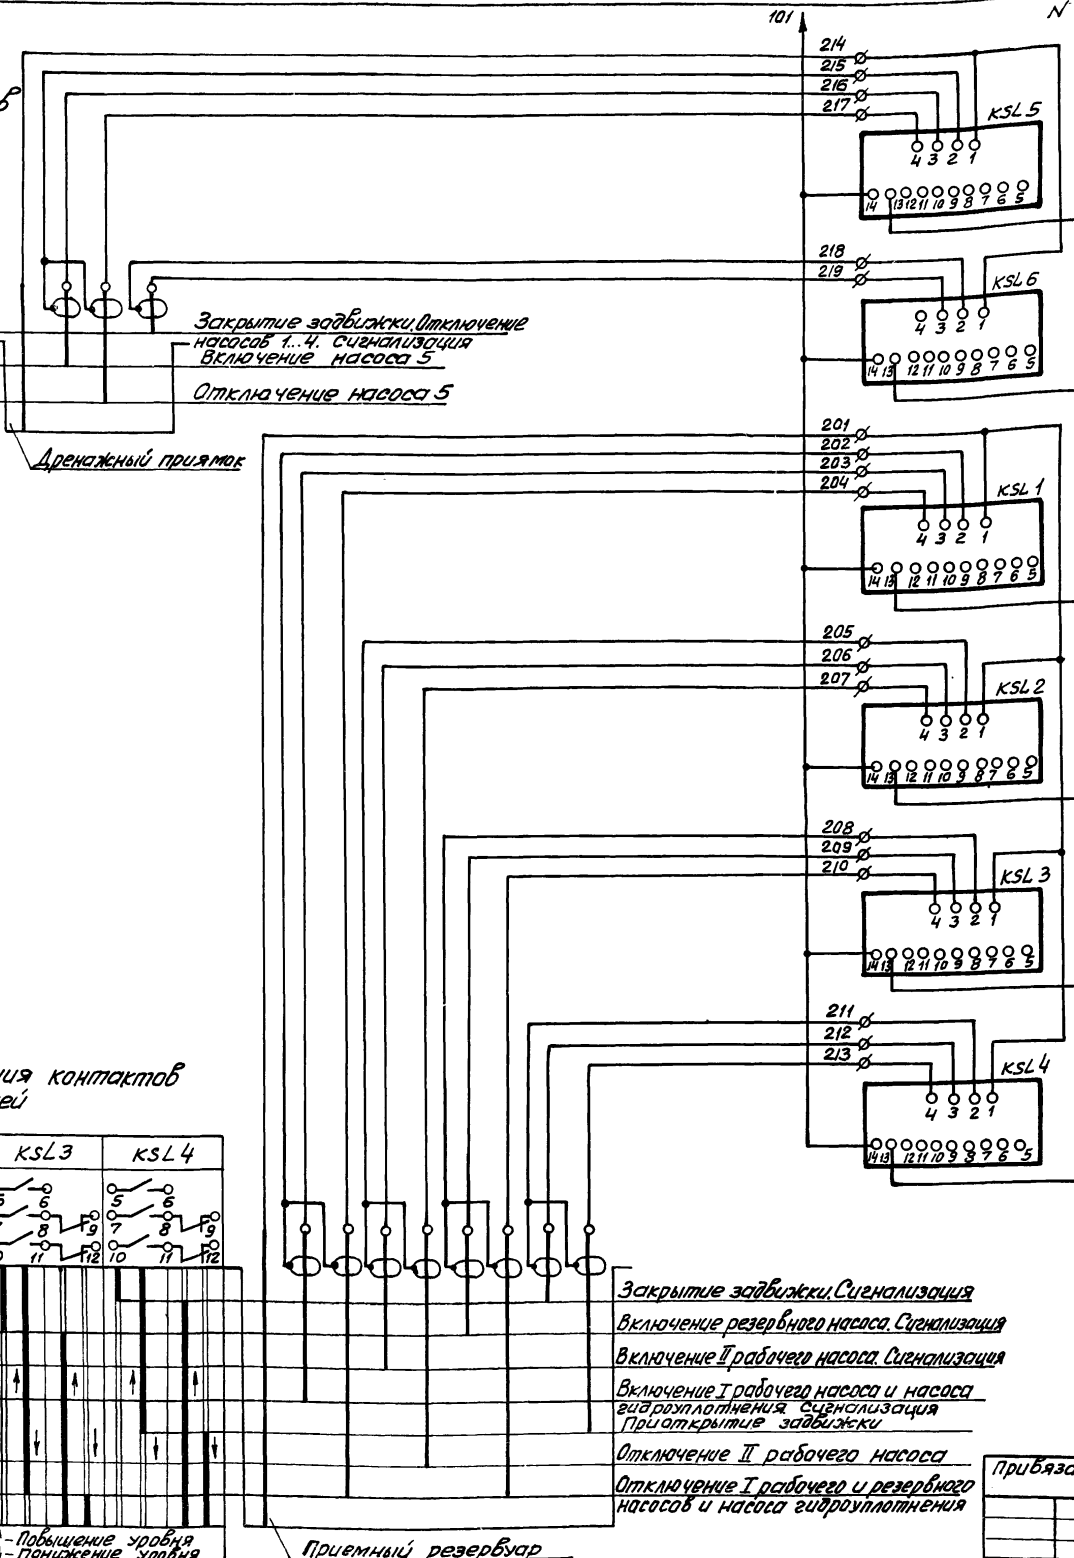 101
N
214
215
216
217
KSL 5
4 3 2 1
14 13 12 11 10 9 8 7 6 5
218
219
KSL 6
4 3 2 1
14 13 12 11 10 9 8 7 6 5
Закрытие задвижки. Отключение
насосов 1...4. Сигнализация
Включение насоса 5
Отключение насоса 5
Дренажный приямок
201
202
203
204
KSL 1
4 3 2 1
14 13 12 11 10 9 8 7 6 5
205
206
207
KSL 2
4 3 2 1
14 13 12 11 10 9 8 7 6 5
208
209
210
KSL 3
4 3 2 1
14 13 12 11 10 9 8 7 6 5
211
212
213
KSL 4
4 3 2 1
14 13 12 11 10 9 8 7 6 5
ия контактов
ей
KSL3 KSL4
5 6 5 6
8 9 7 8 9
11 12 10 11 12
Закрытие задвижки. Сигнализация
Включение резервного насоса. Сигнализация
Включение II рабочего насоса. Сигнализация
Включение I рабочего насоса и насоса
гидроуплотнения Сигнализация
Приоткрытие задвижки
Отключение II рабочего насоса
Отключение I рабочего и резервного
насосов и насоса гидроуплотнения
Привяза
- Повышение уровня
- Понижение уровня
Приемный резервуар